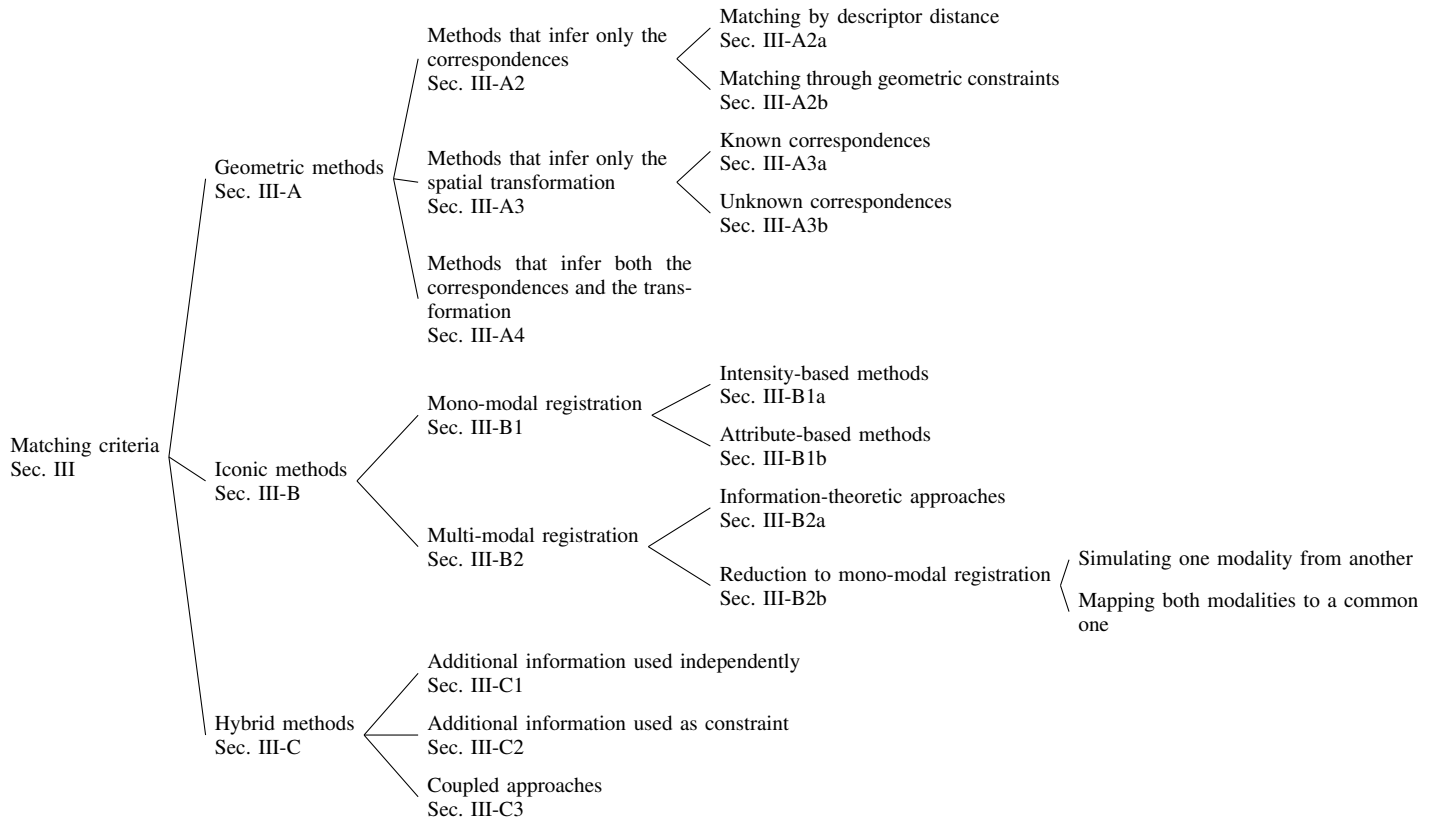 Matching criteria
Sec. III
Geometric methods
Sec. III-A
Methods that infer only the
correspondences
Sec. III-A2
Matching by descriptor distance
Sec. III-A2a
Matching through geometric constraints
Sec. III-A2b
Methods that infer only the
spatial transformation
Sec. III-A3
Known correspondences
Sec. III-A3a
Unknown correspondences
Sec. III-A3b
Methods that infer both the
correspondences and the trans-
formation
Sec. III-A4
Iconic methods
Sec. III-B
Mono-modal registration
Sec. III-B1
Intensity-based methods
Sec. III-B1a
Attribute-based methods
Sec. III-B1b
Multi-modal registration
Sec. III-B2
Information-theoretic approaches
Sec. III-B2a
Reduction to mono-modal registration
Sec. III-B2b
Simulating one modality from another
Mapping both modalities to a common
one
Hybrid methods
Sec. III-C
Additional information used independently
Sec. III-C1
Additional information used as constraint
Sec. III-C2
Coupled approaches
Sec. III-C3